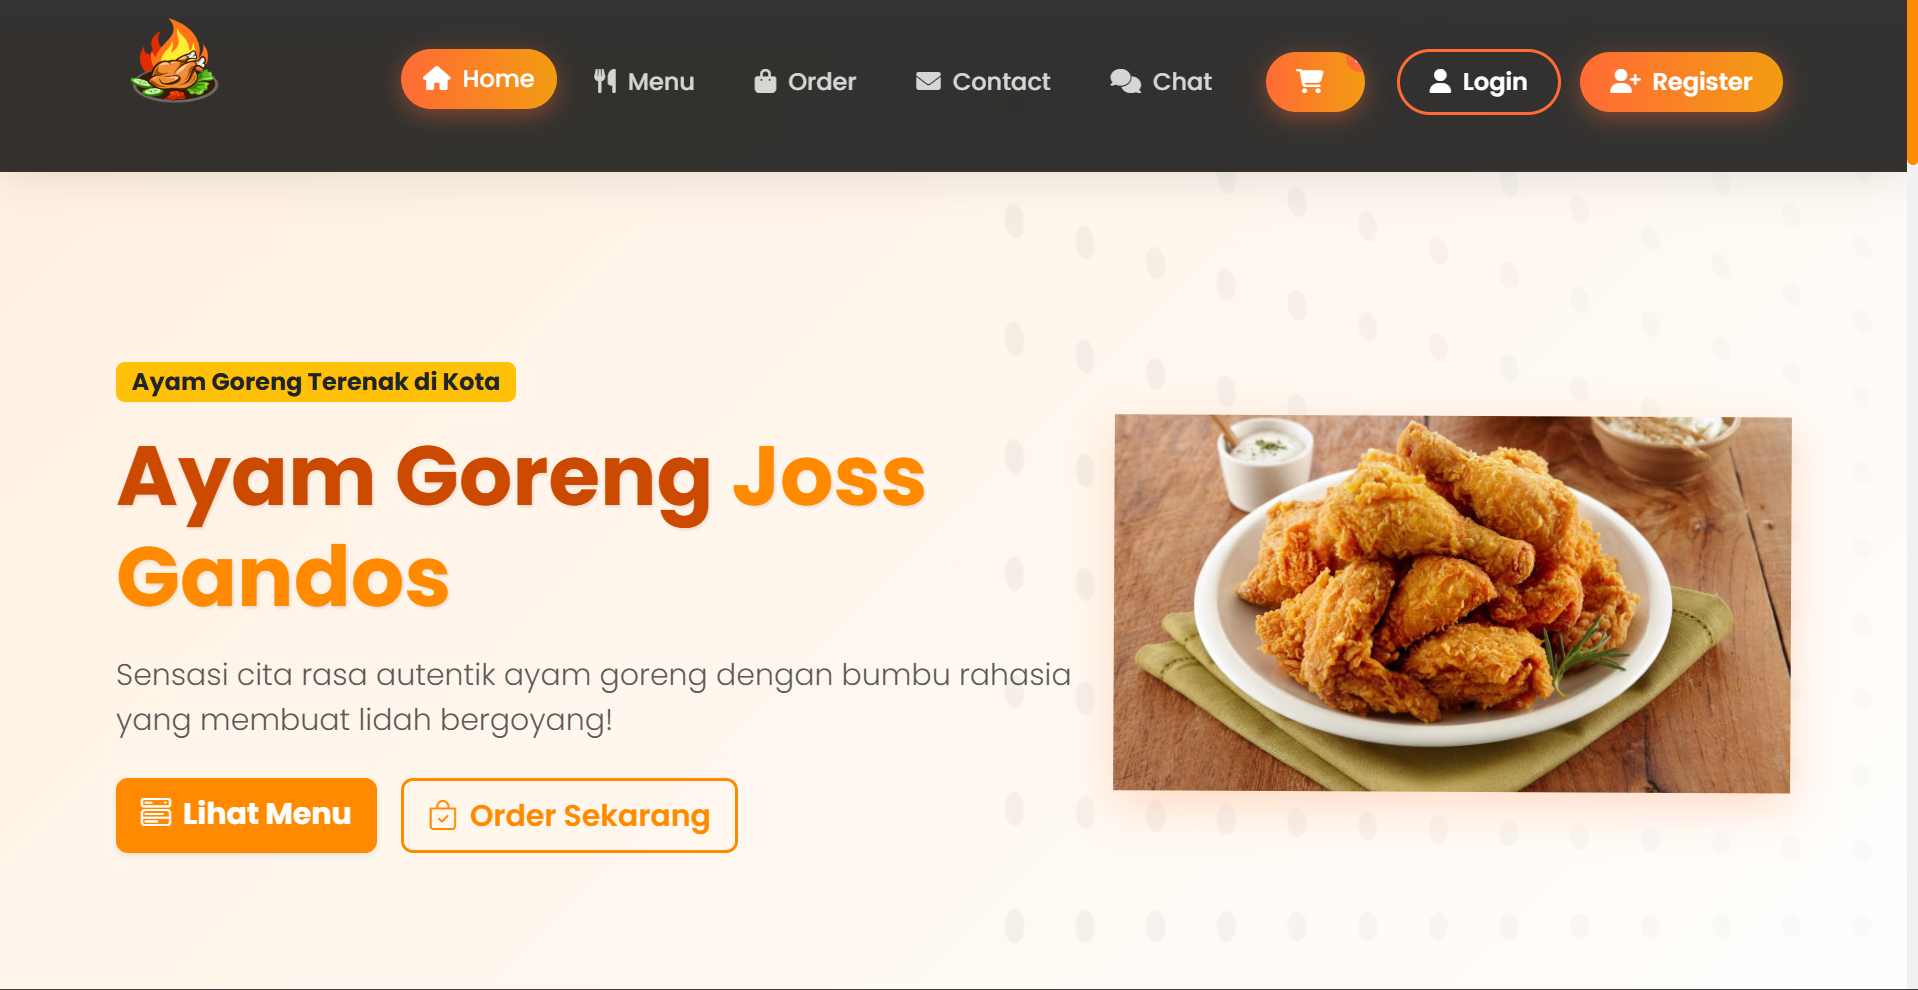 Home
Menu
Order
Contact
Chat
Login
Register
Ayam Goreng Terenak di Kota
Ayam Goreng Joss
Gandos
Sensasi cita rasa autentik ayam goreng dengan bumbu rahasia
yang membuat lidah bergoyang!
Lihat Menu
Order Sekarang